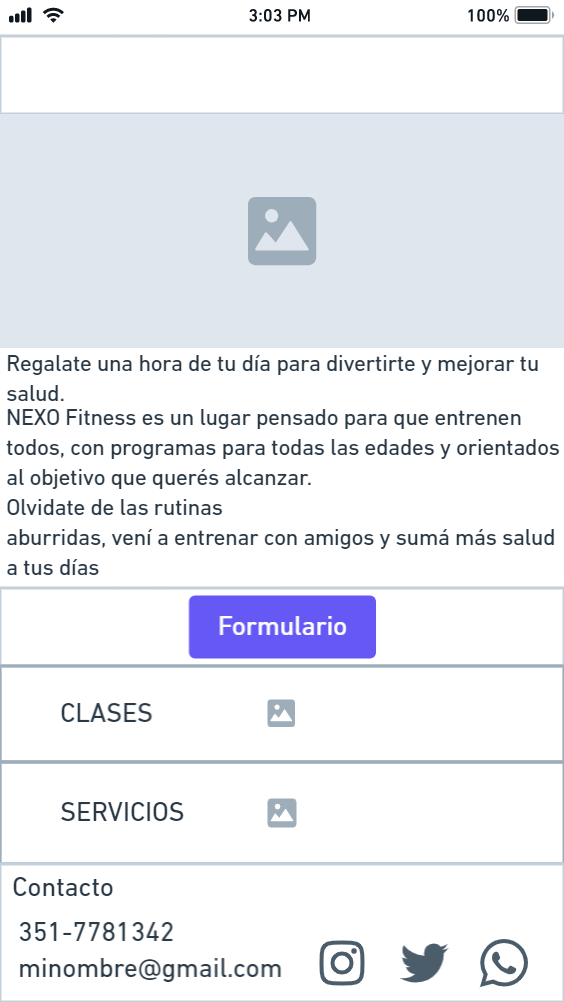 3:03 PM
100%
Regalate una hora de tu día para divertirte y mejorar tu
salud.
NEXO Fitness es un lugar pensado para que entrenen
todos, con programas para todas las edades y orientados
al objetivo que querés alcanzar.
Olvidate de las rutinas
aburridas, vení a entrenar con amigos y sumá más salud
a tus días
Formulario
CLASES
SERVICIOS
Contacto
351-7781342
minombre@gmail.com